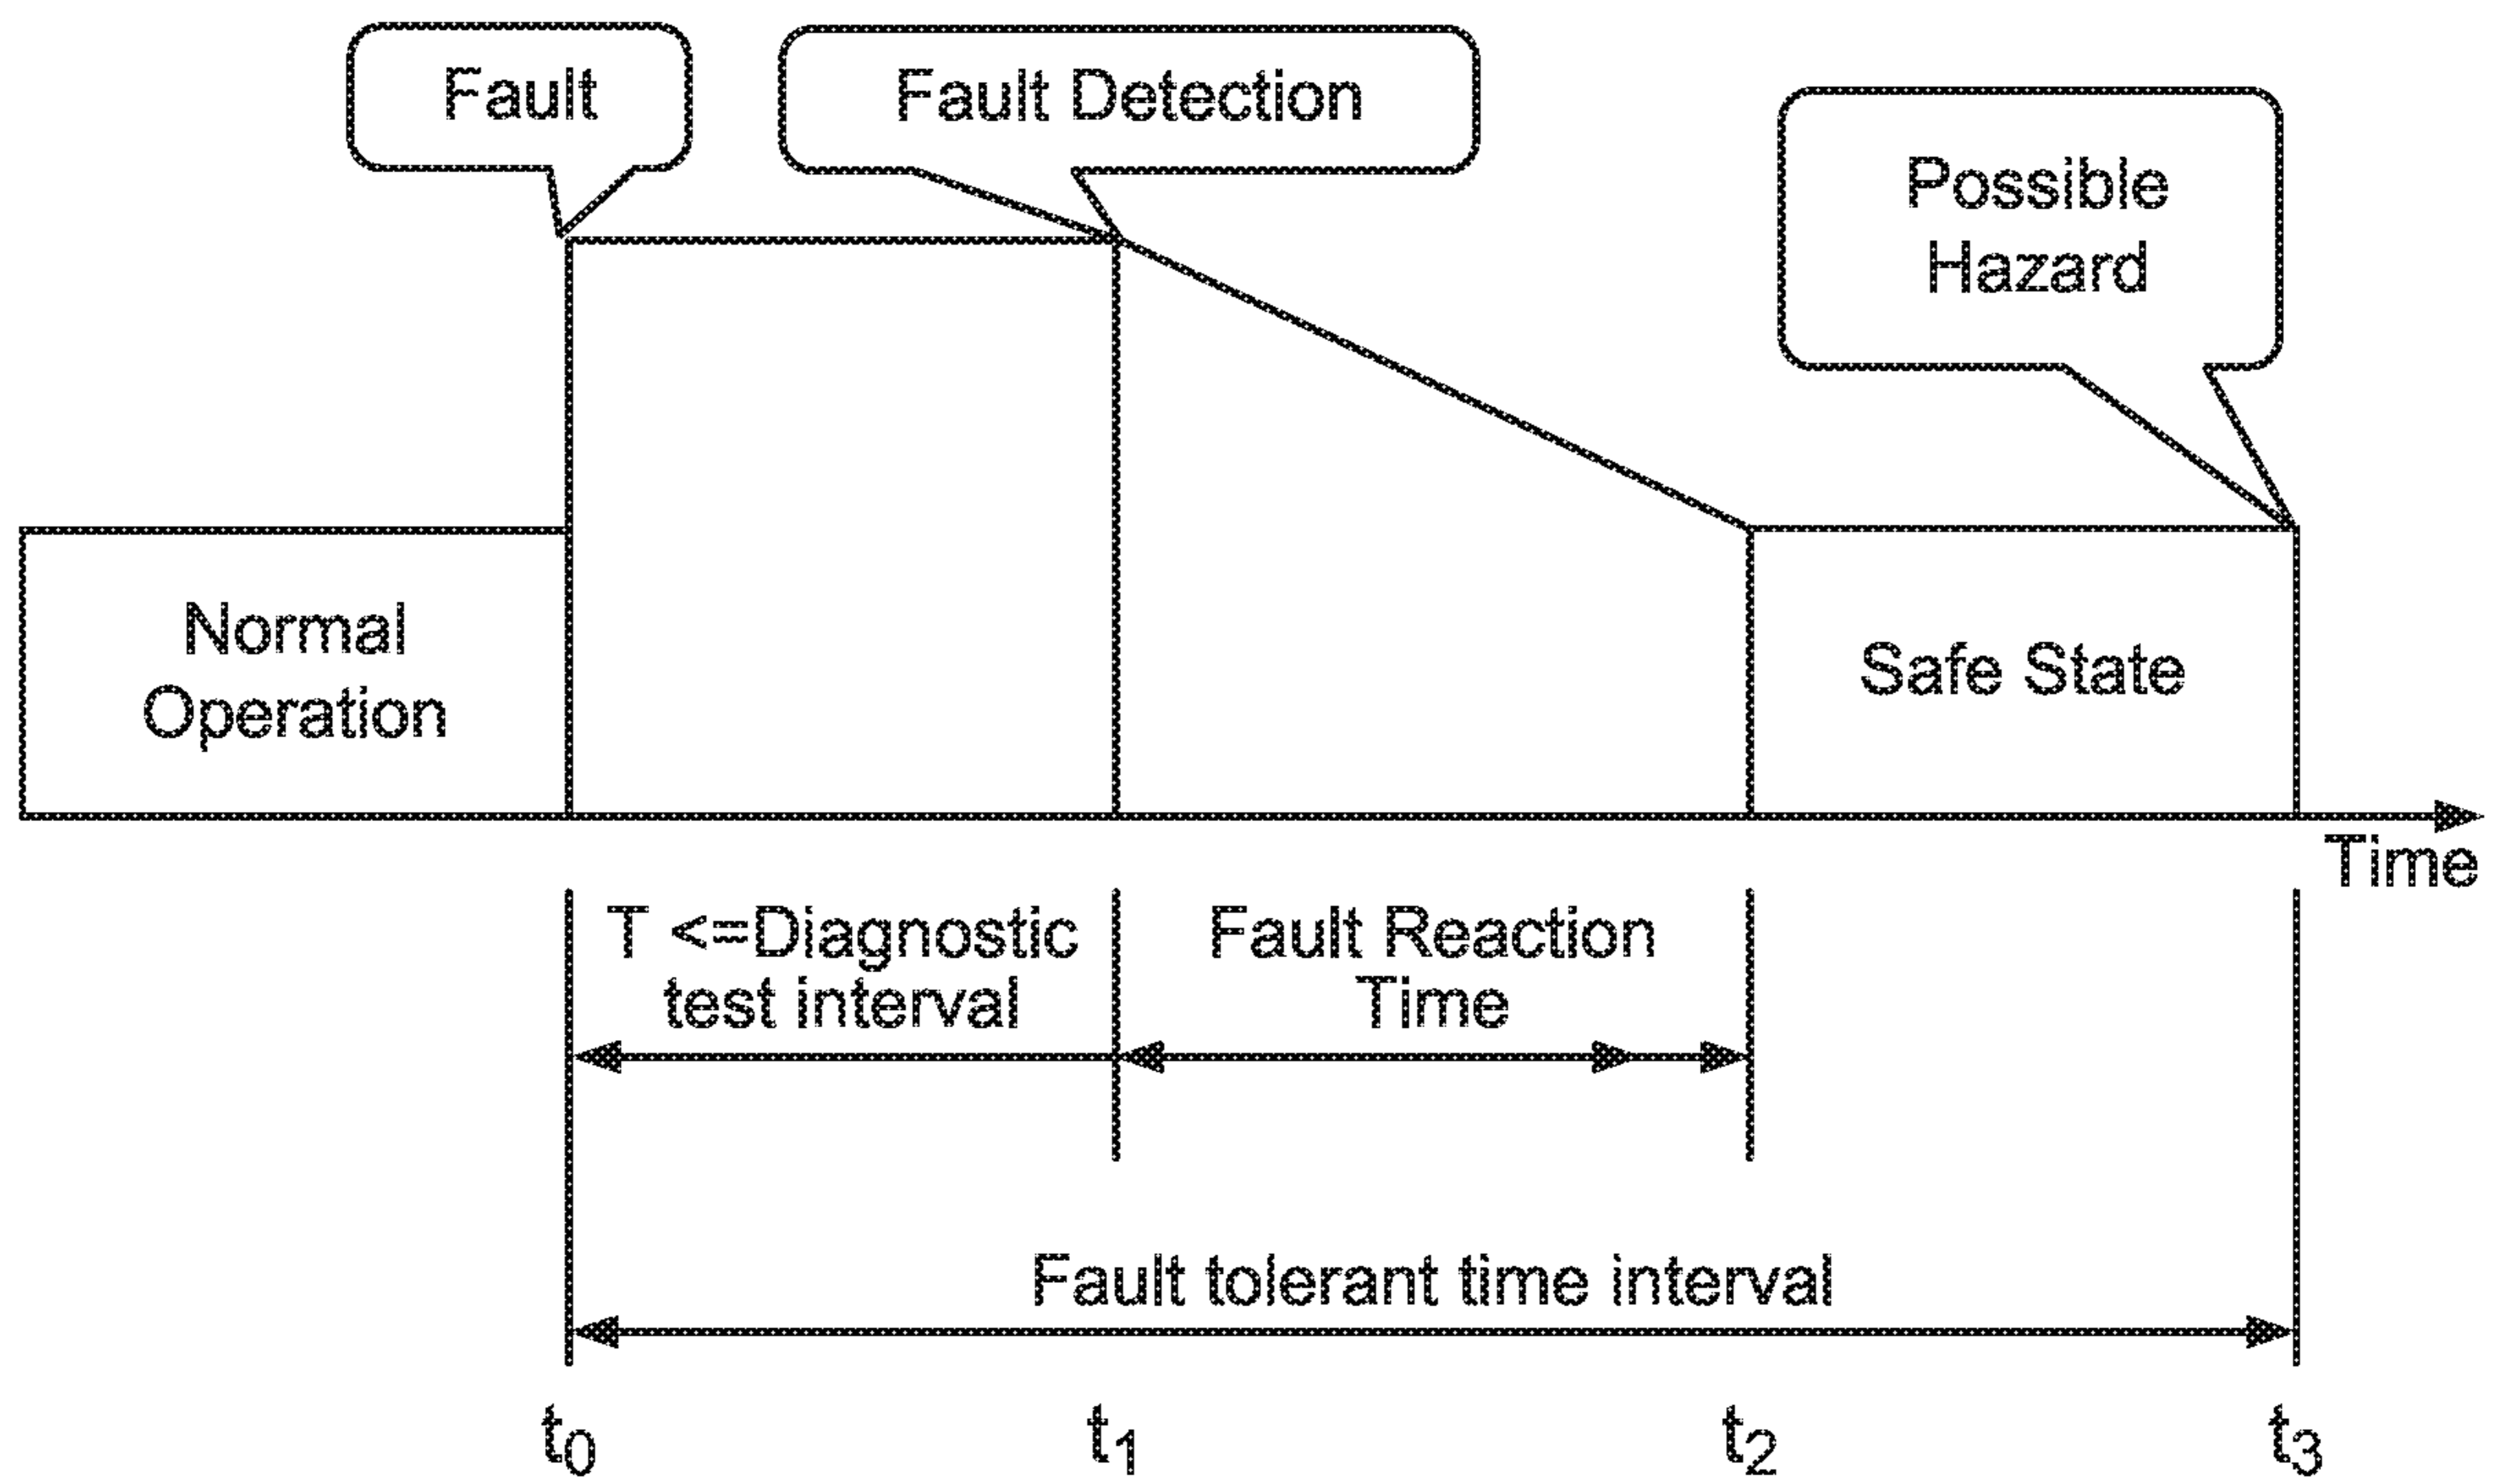 Fault
Fault Detection
Possible
Hazard
Normal
Operation
Safe State
Time
T <=Diagnostic
test interval
Fault Reaction
Time
Fault tolerant time interval
t0
t1
t2
t3